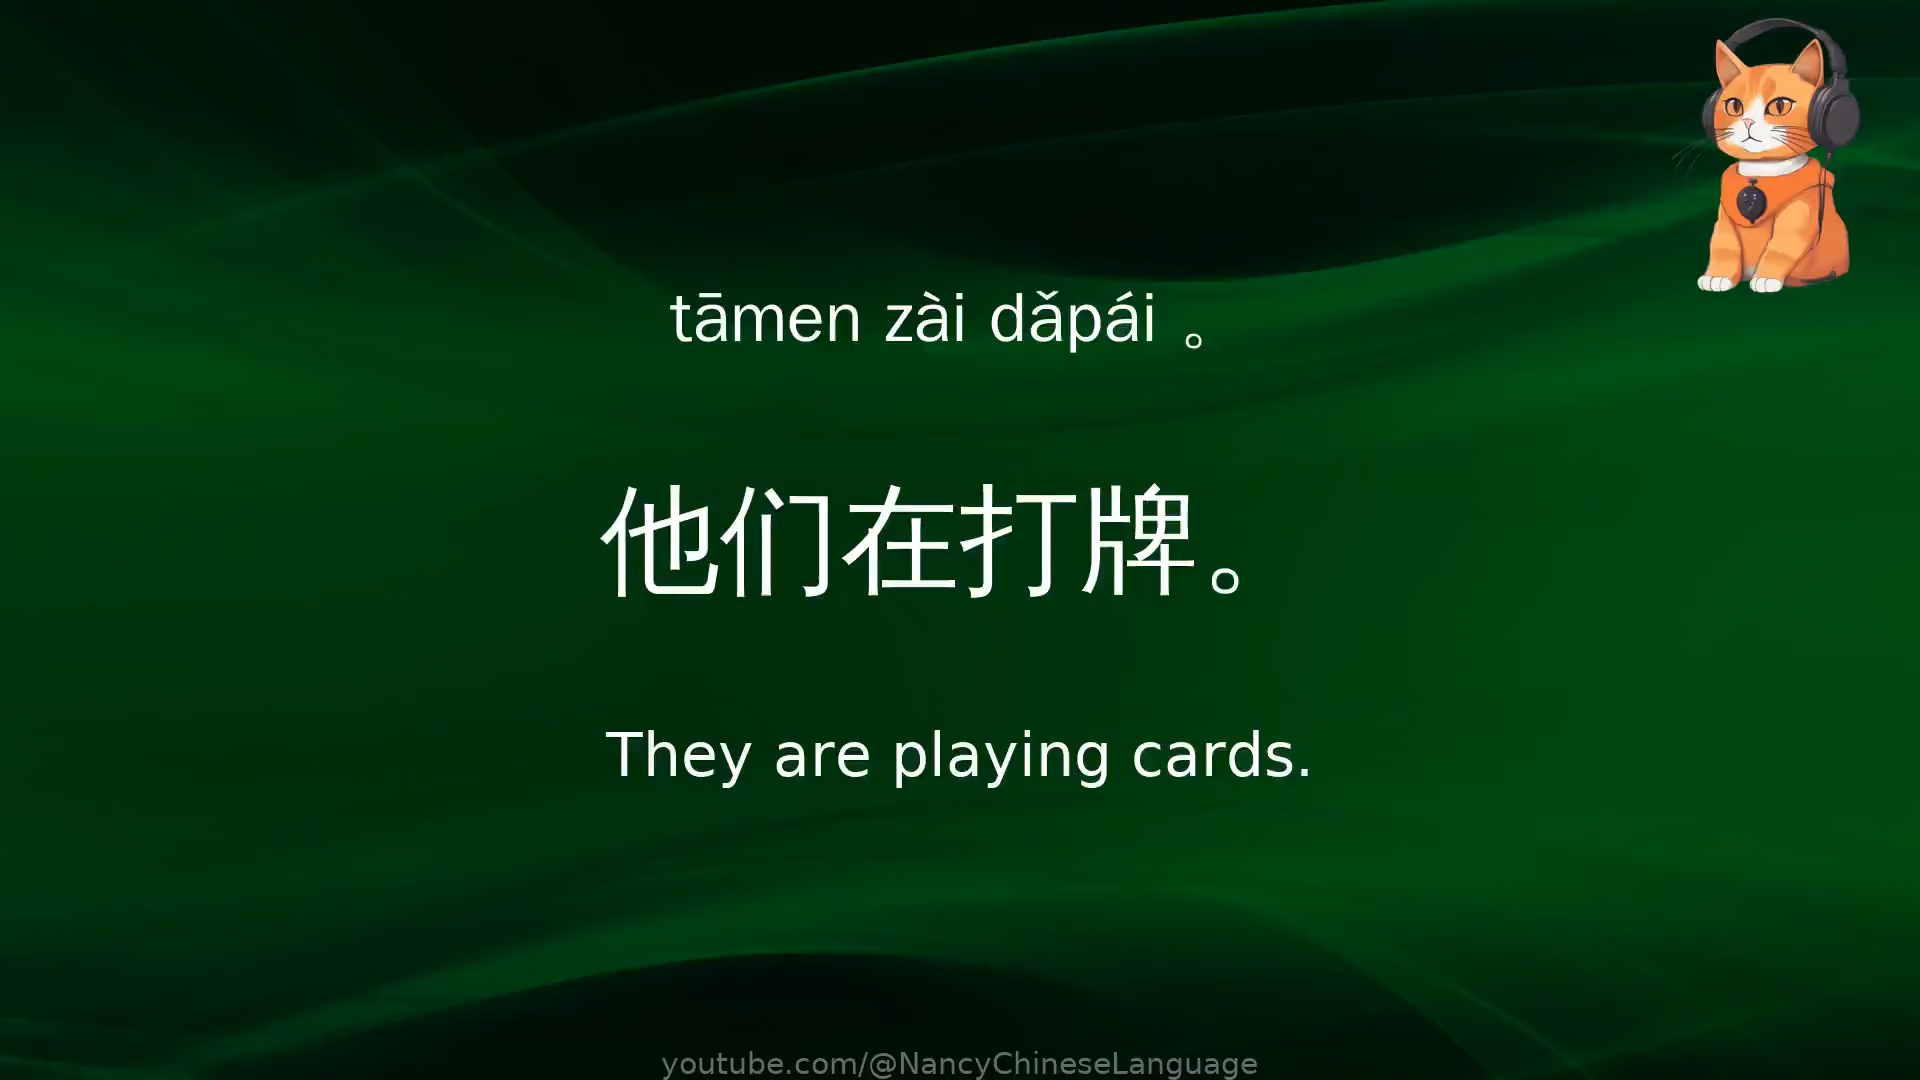 tāmen zài dǎpái 。
他们在打牌。
They are playing cards.
youtube.com/@NancyChineseLanguage